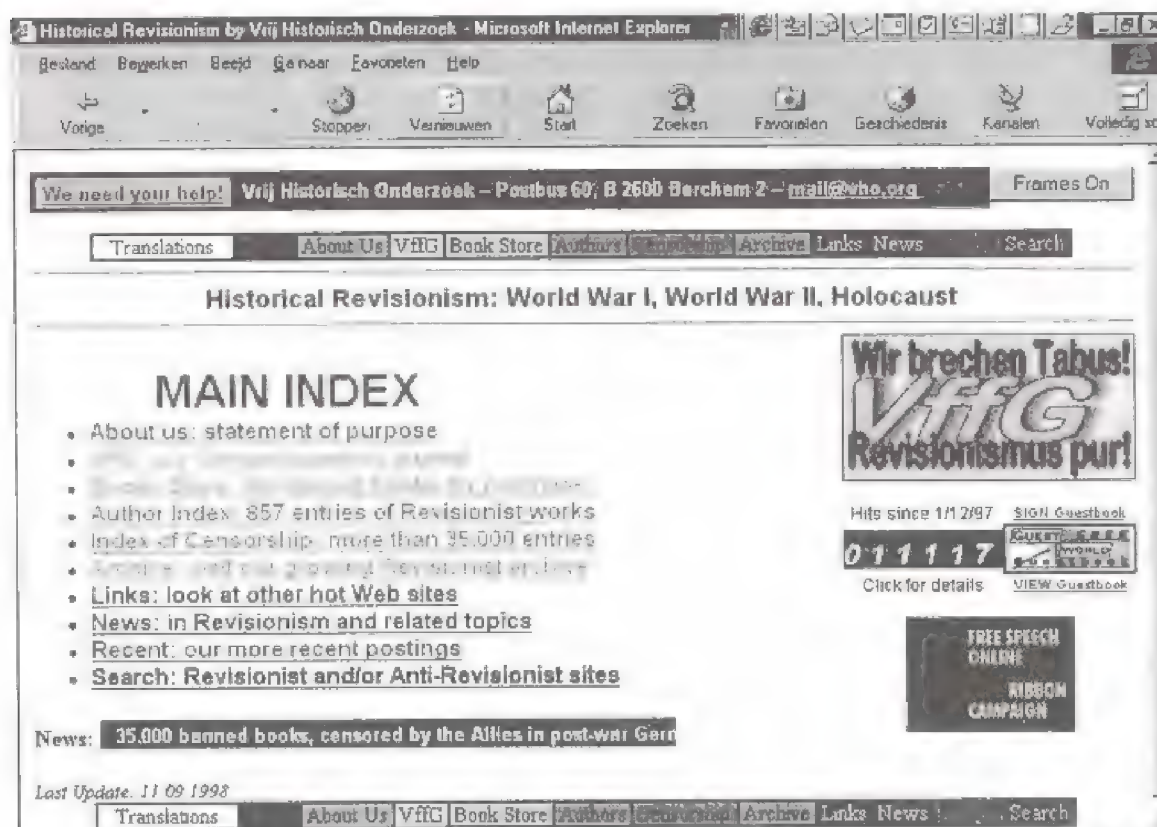 Historical Revisionism by Vrij Historisch Onderzoek - Microsoft Internet Explorer
Bestand Bewerken Beeld Ga naar Favorieten Help
Vorige Stoppen Vernieuwen Start Zoeken Favorieten Geschiedenis Kanalen Volledig sc
We need your help! Vrij Historisch Onderzoek – Postbus 60, B 2600 Berchem 2 – mail@vho.org Frames On
Translations About Us VffG Book Store Authors Censorship Archive Links News Search
Historical Revisionism: World War I, World War II, Holocaust
Wir brechen Tabus!
VffG
Revisionismus pur!
MAIN INDEX
• About us: statement of purpose
• Author Index: 857 entries of Revisionist works
• Index of Censorship: more than 35.000 entries
• Links: look at other hot Web sites
• News: in Revisionism and related topics
• Recent: our more recent postings
• Search: Revisionist and/or Anti-Revisionist sites
Hits since 1/12/97 SIGN Guestbook
011117 GUEST WORLD
Click for details VIEW Guestbook
FREE SPEECH
ONLINE
RIBBON
CAMPAIGN
News: 35.000 banned books, censored by the Allies in post-war Germ
Last Update: 11 09 1998
Translations About Us VffG Book Store Authors Censorship Archive Links News Search